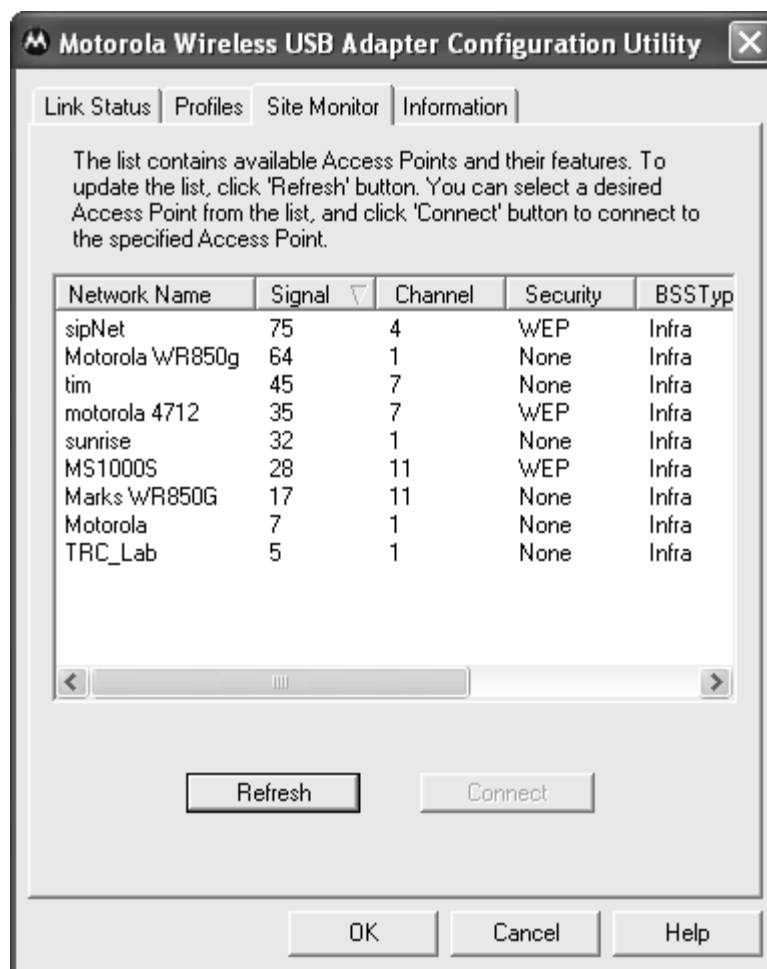 Motorola Wireless USB Adapter Configuration Utility
Link Status Profiles Site Monitor Information
The list contains available Access Points and their features. To
update the list, click 'Refresh' button. You can select a desired
Access Point from the list, and click 'Connect' button to connect to
the specified Access Point.
Network Name Signal Channel Security BSSTyp
sipNet 75 4 WEP Infra
Motorola WR850g 64 1 None Infra
tim 45 7 None Infra
motorola 4712 35 7 WEP Infra
sunrise 32 1 None Infra
MS1000S 28 11 WEP Infra
Marks WR850G 17 11 None Infra
Motorola 7 1 None Infra
TRC_Lab 5 1 None Infra
Refresh Connect
OK Cancel Help